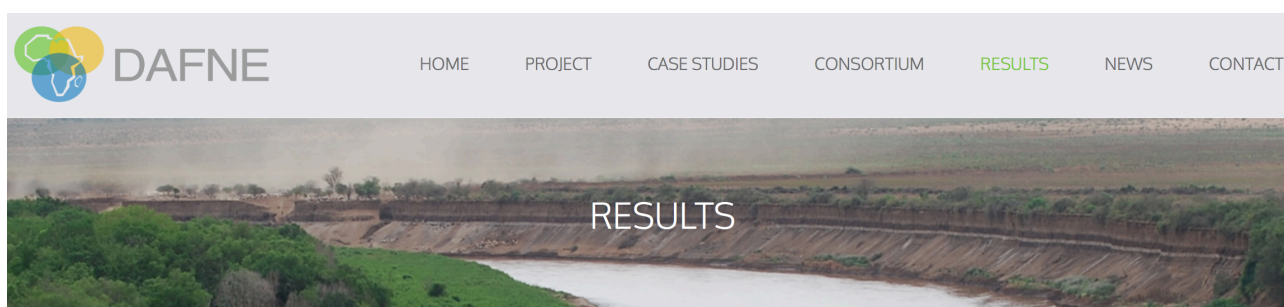 DAFNE
HOME PROJECT CASE STUDIES CONSORTIUM RESULTS NEWS CONTACT
RESULTS